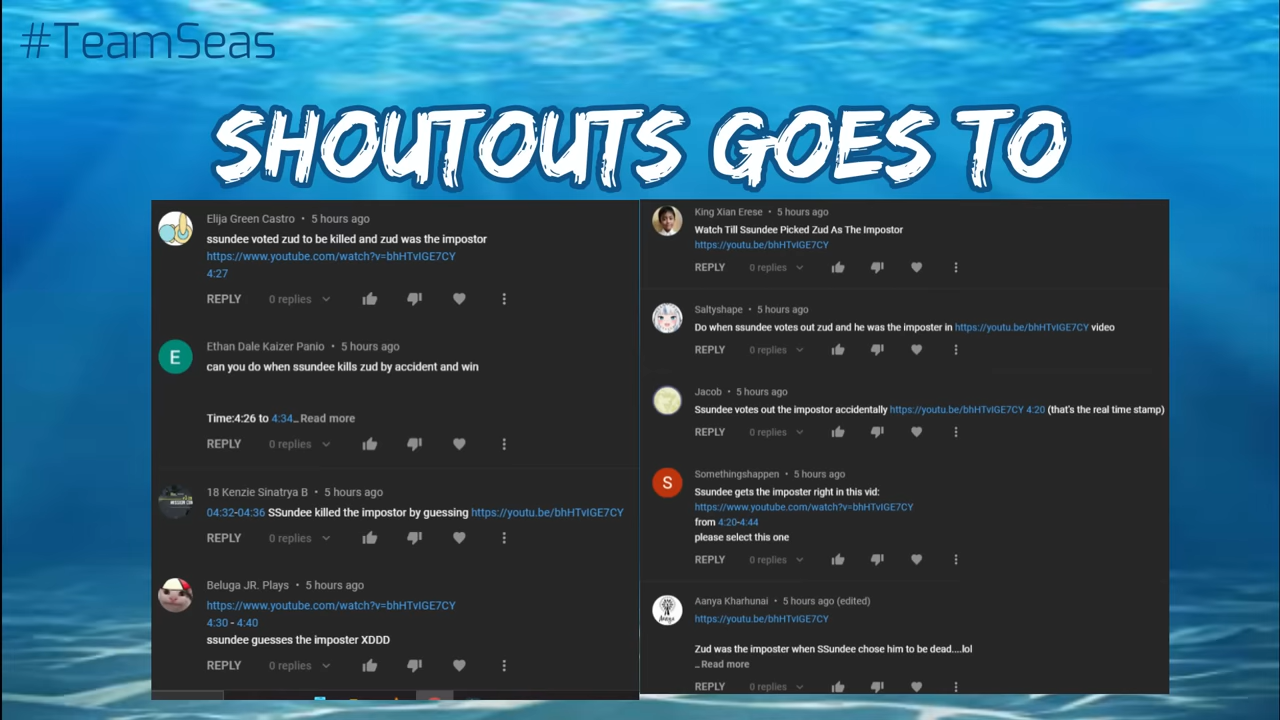 #TeamSeas
SHOUTOUTS GOES TO
Elija Green Castro • 5 hours ago
ssundee voted zud to be killed and zud was the impostor
https://www.youtube.com/watch?v=bhHTvIGE7CY
4:27
REPLY 0 replies
Ethan Dale Kaizer Panio • 5 hours ago
can you do when ssundee kills zud by accident and win
Time:4:26 to 4:34... Read more
REPLY 0 replies
18 Kenzie Sinatrya B • 5 hours ago
04:32-04:36 SSundee killed the impostor by guessing https://youtu.be/bhHTvIGE7CY
REPLY 0 replies
Beluga JR. Plays • 5 hours ago
https://www.youtube.com/watch?v=bhHTvIGE7CY
4:30 - 4:40
ssundee guesses the imposter XDDD
REPLY 0 replies
King Xian Erese • 5 hours ago
Watch Till Ssundee Picked Zud As The Impostor
https://youtu.be/bhHTvIGE7CY
REPLY 0 replies
Saltyshape • 5 hours ago
Do when ssundee votes out zud and he was the imposter in https://youtu.be/bhHTvIGE7CY video
REPLY 0 replies
Jacob • 5 hours ago
Ssundee votes out the impostor accidentally https://youtu.be/bhHTvIGE7CY 4:20 (that's the real time stamp)
REPLY 0 replies
S
Somethingshappen • 5 hours ago
Ssundee gets the imposter right in this vid:
https://www.youtube.com/watch?v=bhHTvIGE7CY
from 4:20-4:44
please select this one
REPLY 0 replies
Aanya Kharhunai • 5 hours ago (edited)
https://youtu.be/bhHTvIGE7CY
Zud was the imposter when SSundee chose him to be dead....lol
... Read more
REPLY 0 replies
E